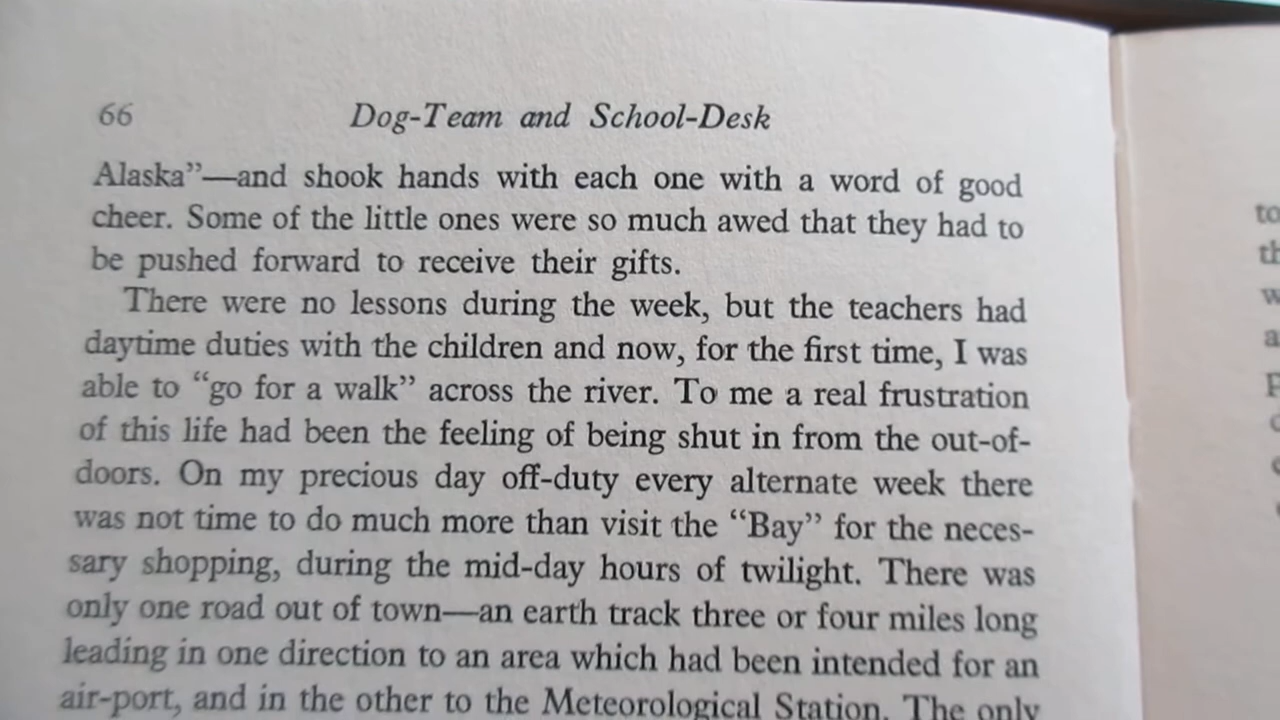 66 Dog-Team and School-Desk
Alaska”—and shook hands with each one with a word of good
cheer. Some of the little ones were so much awed that they had to
be pushed forward to receive their gifts.
There were no lessons during the week, but the teachers had
daytime duties with the children and now, for the first time, I was
able to “go for a walk” across the river. To me a real frustration
of this life had been the feeling of being shut in from the out-of-
doors. On my precious day off-duty every alternate week there
was not time to do much more than visit the “Bay” for the neces-
sary shopping, during the mid-day hours of twilight. There was
only one road out of town—an earth track three or four miles long
leading in one direction to an area which had been intended for an
air-port, and in the other to the Meteorological Station. The only